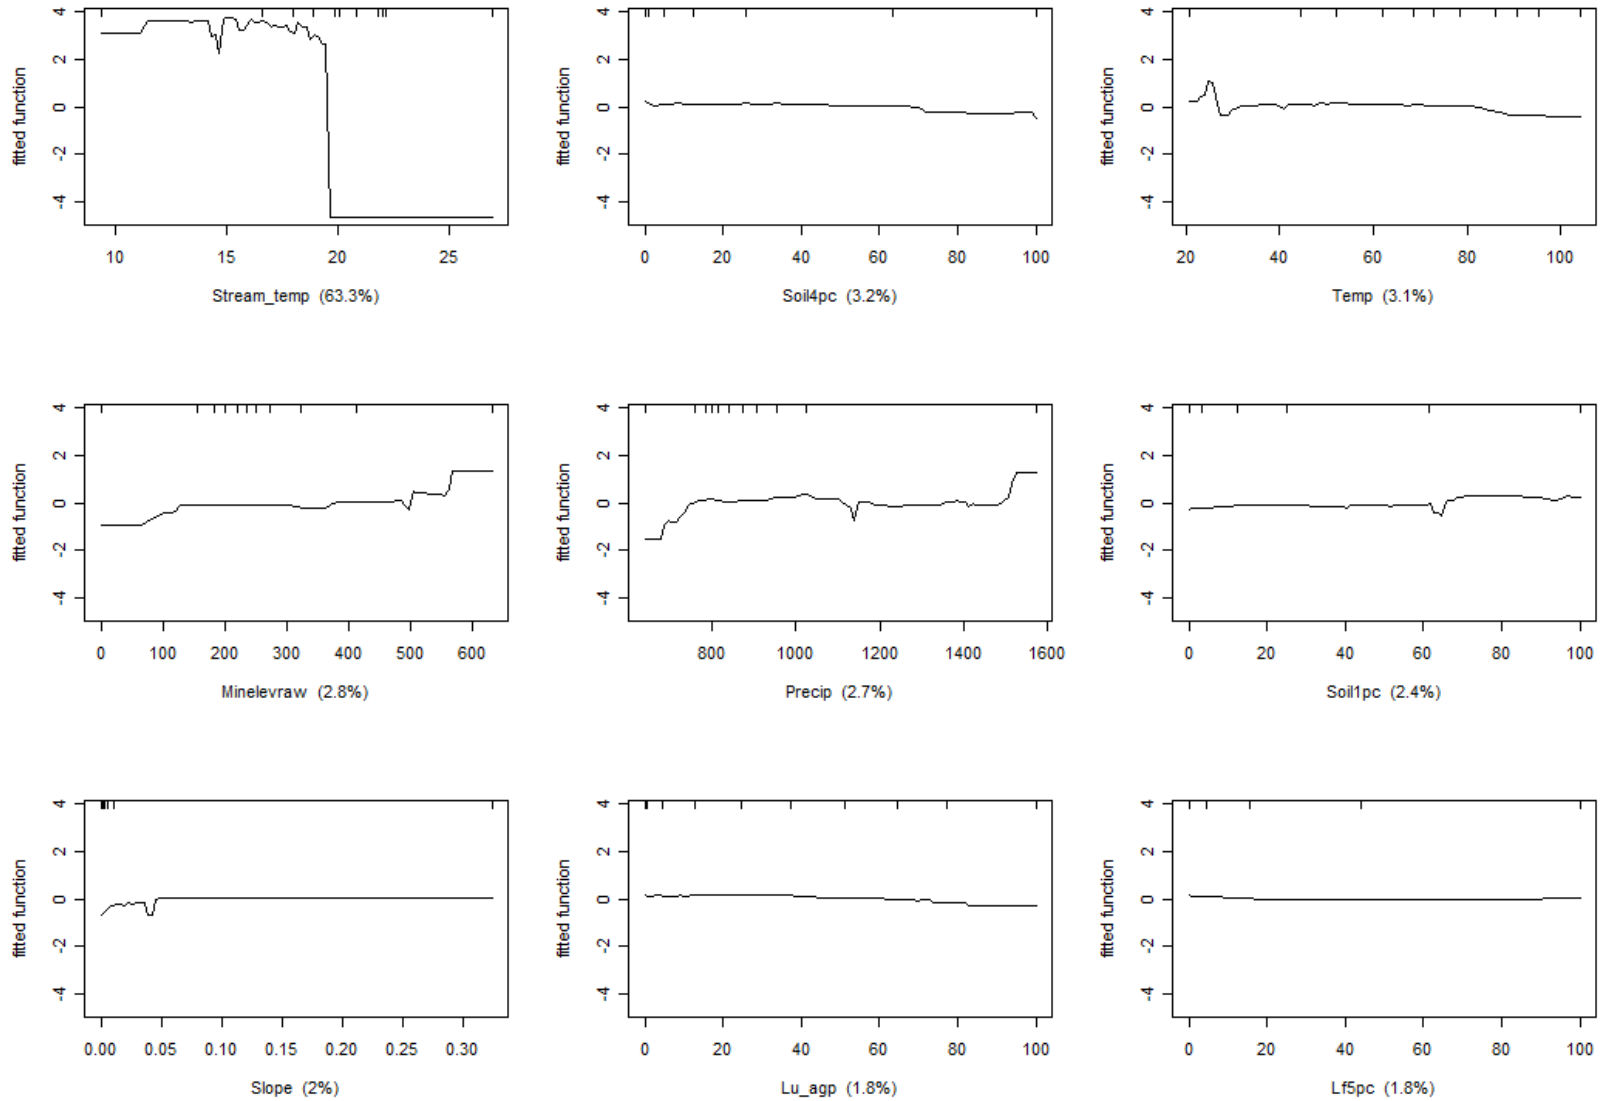 4
2
0
-2
-4
fitted function
10 15 20 25
Stream_temp (63.3%)
4
2
0
-2
-4
fitted function
0 20 40 60 80 100
Soil4pc (3.2%)
4
2
0
-2
-4
fitted function
20 40 60 80 100
Temp (3.1%)
4
2
0
-2
-4
fitted function
0 100 200 300 400 500 600
Minelevraw (2.8%)
4
2
0
-2
-4
fitted function
800 1000 1200 1400 1600
Precip (2.7%)
4
2
0
-2
-4
fitted function
0 20 40 60 80 100
Soil1pc (2.4%)
4
2
0
-2
-4
fitted function
0.00 0.05 0.10 0.15 0.20 0.25 0.30
Slope (2%)
4
2
0
-2
-4
fitted function
0 20 40 60 80 100
Lu_agp (1.8%)
4
2
0
-2
-4
fitted function
0 20 40 60 80 100
Lf5pc (1.8%)